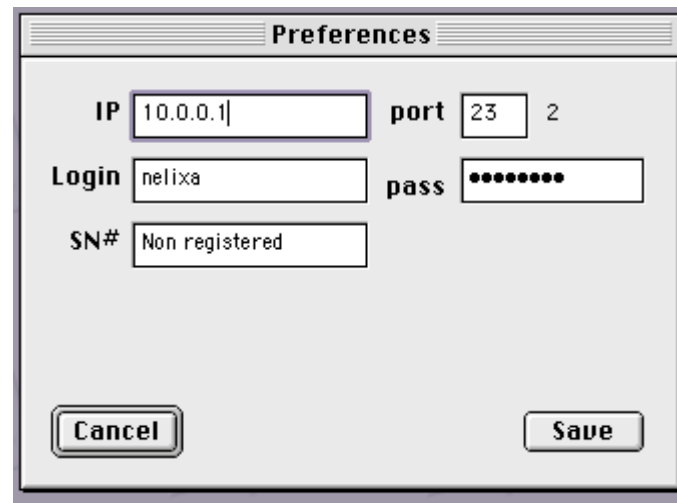 Preferences
IP 10.0.0.1 port 23 2
Login nelixa pass ••••••••
SN# Non registered
Cancel Save